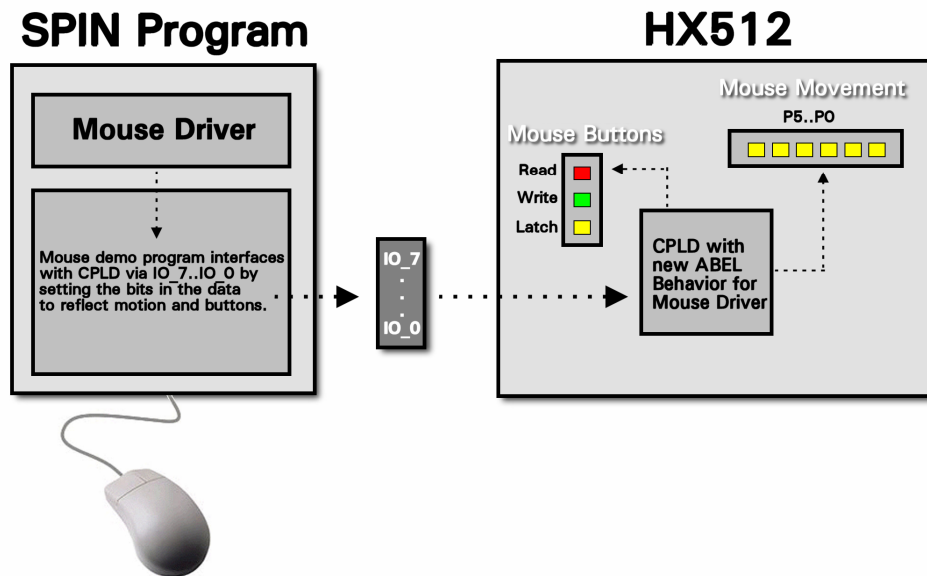 SPIN Program
HX512
Mouse Driver
Mouse demo program interfaces
with CPLD via IO_7..IO_0 by
setting the bits in the data
to reflect motion and buttons.
IO_7
.
.
.
IO_0
Mouse Movement
P5..P0
Mouse Buttons
Read
Write
Latch
CPLD with
new ABEL
Behavior for
Mouse Driver